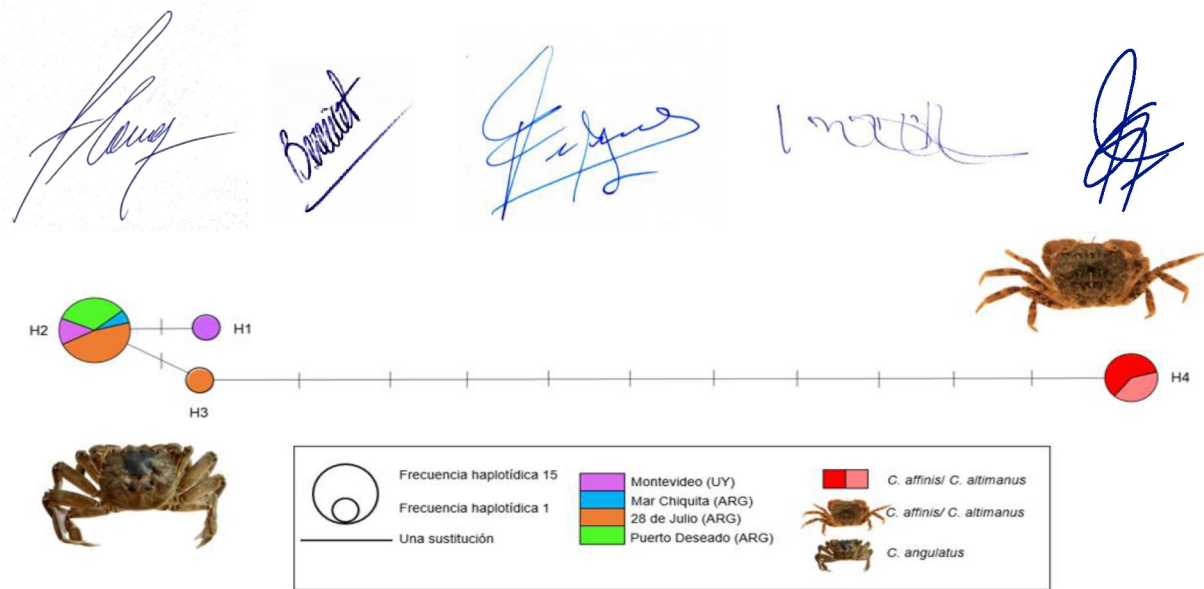 H2
H1
H3
H4
Frecuencia haplotídica 15
Frecuencia haplotídica 1
Una sustitución
Montevideo (UY)
Mar Chiquita (ARG)
28 de Julio (ARG)
Puerto Deseado (ARG)
C. affinis/ C. altimanus
C. affinis/ C. altimanus
C. angulatus